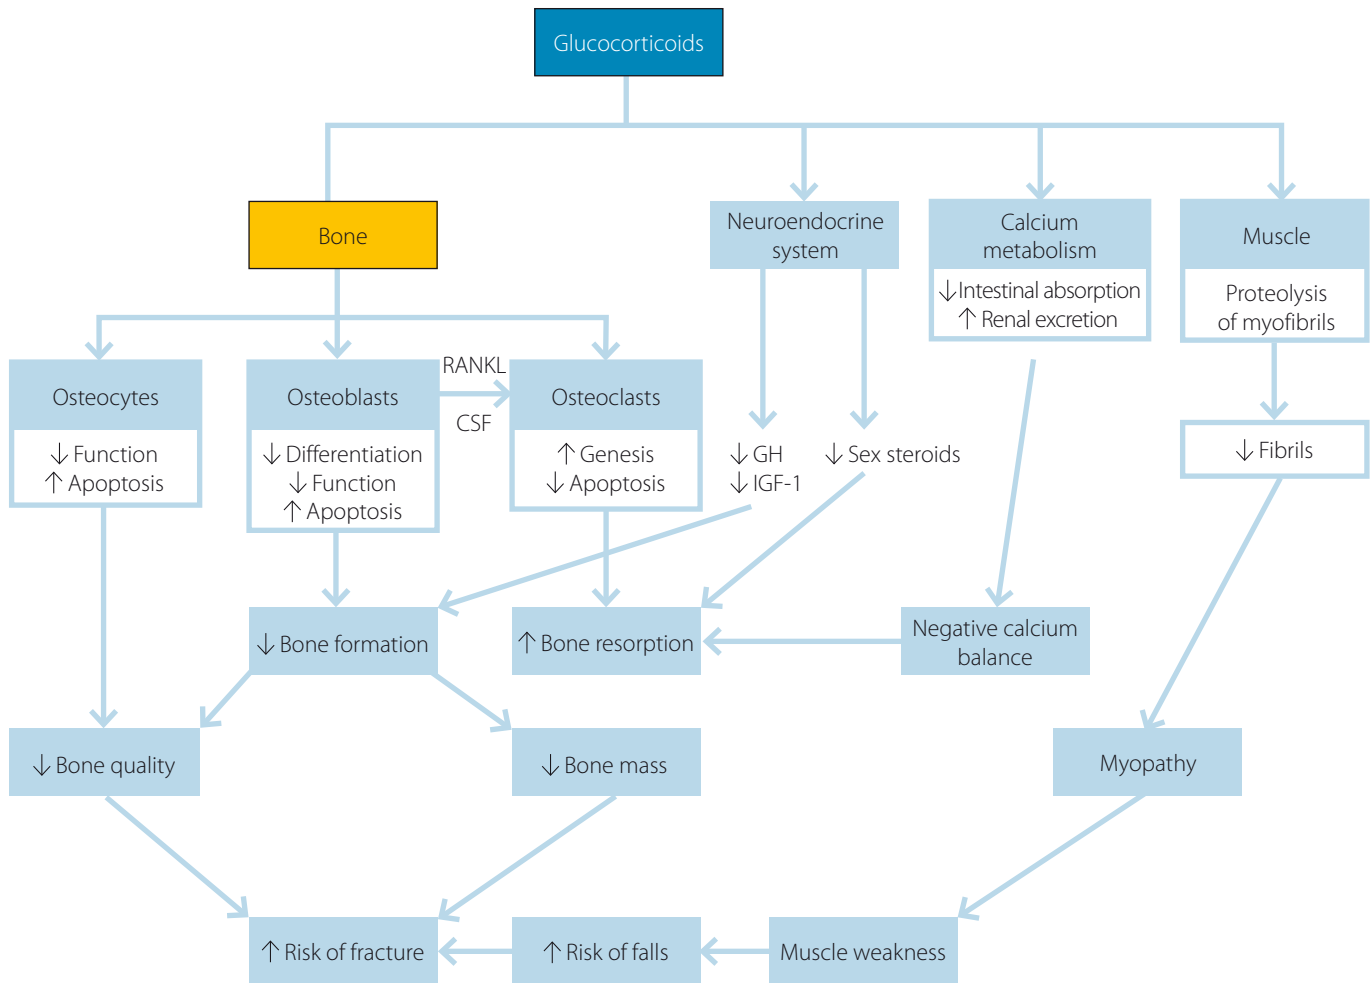 Glucocorticoids
Bone
Neuroendocrine
system
Calcium
metabolism
↓ Intestinal absorption
↑ Renal excretion
Muscle
Proteolysis
of myofibrils
Osteocytes
↓ Function
↑ Apoptosis
Osteoblasts
↓ Differentiation
↓ Function
↑ Apoptosis
RANKL
CSF
Osteoclasts
↑ Genesis
↓ Apoptosis
↓ GH
↓ IGF-1
↓ Sex steroids
↓ Fibrils
↓ Bone formation
↑ Bone resorption
Negative calcium
balance
↓ Bone quality
↓ Bone mass
Myopathy
↑ Risk of fracture
↑ Risk of falls
Muscle weakness